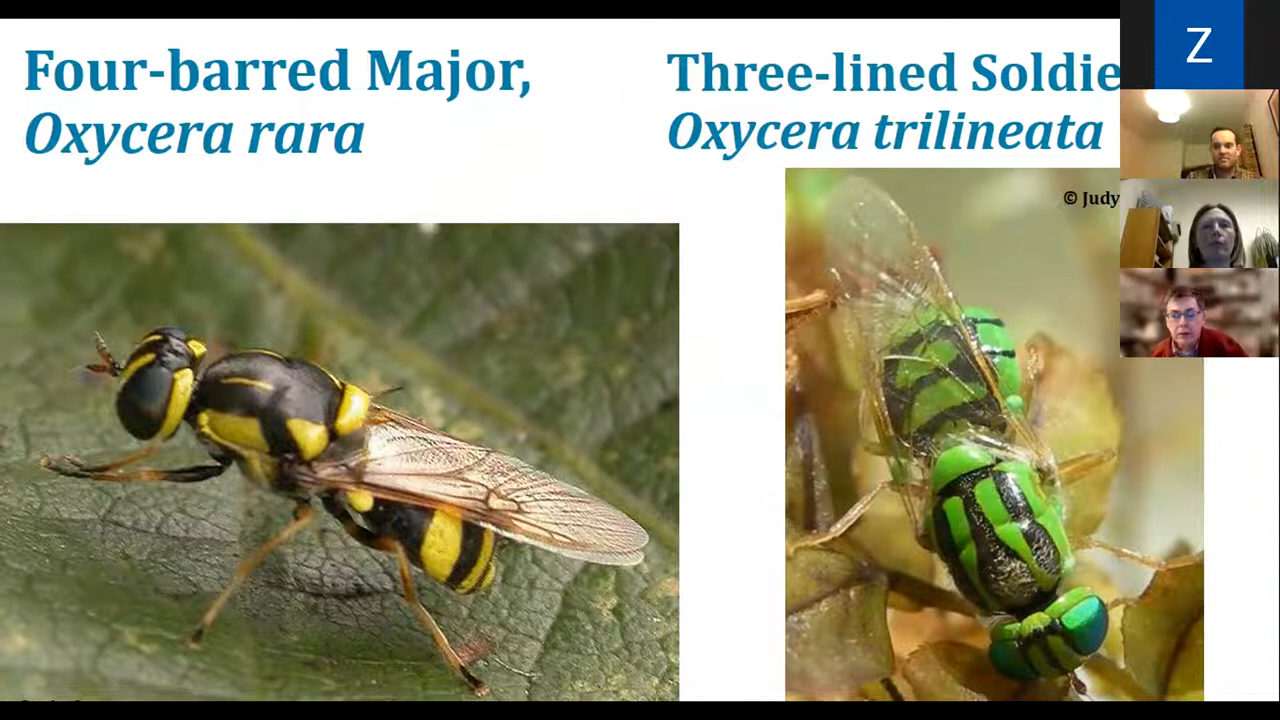 Four-barred Major,
Oxycera rara
Three-lined Soldie
Oxycera trilineata
© Judy
Z